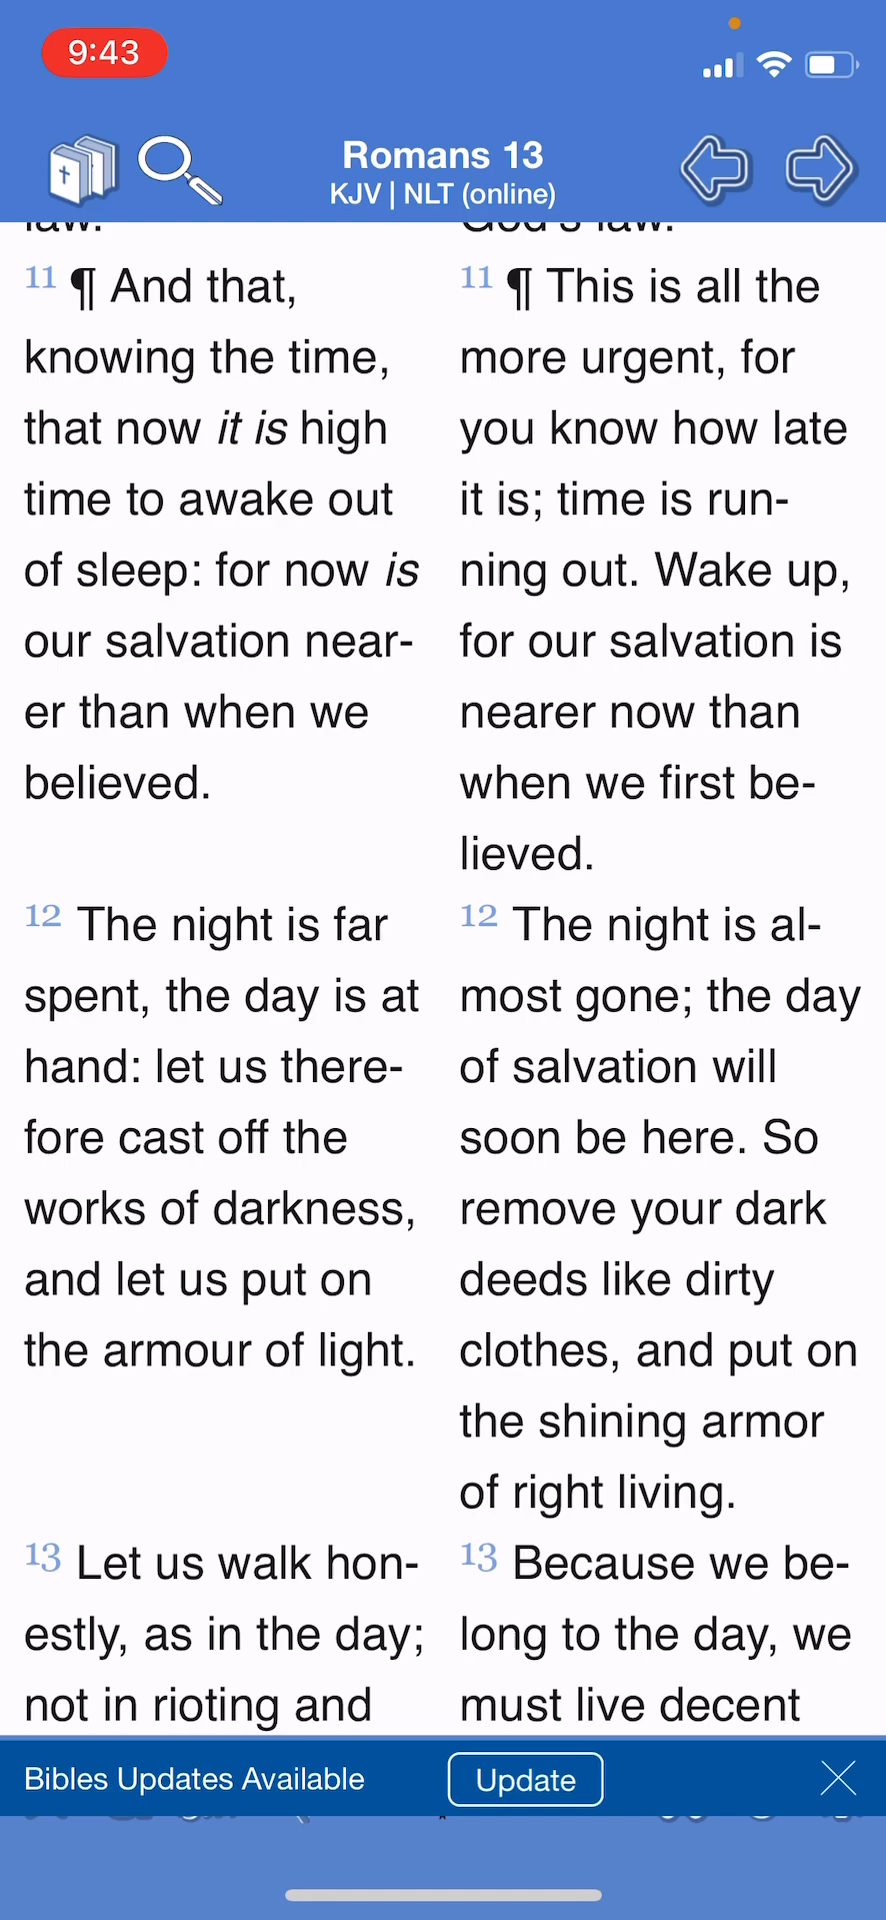 9:43
Romans 13
KJV | NLT (online)
law.
11 ¶ And that,
knowing the time,
that now it is high
time to awake out
of sleep: for now is
our salvation near-
er than when we
believed.
12 The night is far
spent, the day is at
hand: let us there-
fore cast off the
works of darkness,
and let us put on
the armour of light.
13 Let us walk hon-
estly, as in the day;
not in rioting and
God's law.
11 ¶ This is all the
more urgent, for
you know how late
it is; time is run-
ning out. Wake up,
for our salvation is
nearer now than
when we first be-
lieved.
12 The night is al-
most gone; the day
of salvation will
soon be here. So
remove your dark
deeds like dirty
clothes, and put on
the shining armor
of right living.
13 Because we be-
long to the day, we
must live decent
Bibles Updates Available
Update